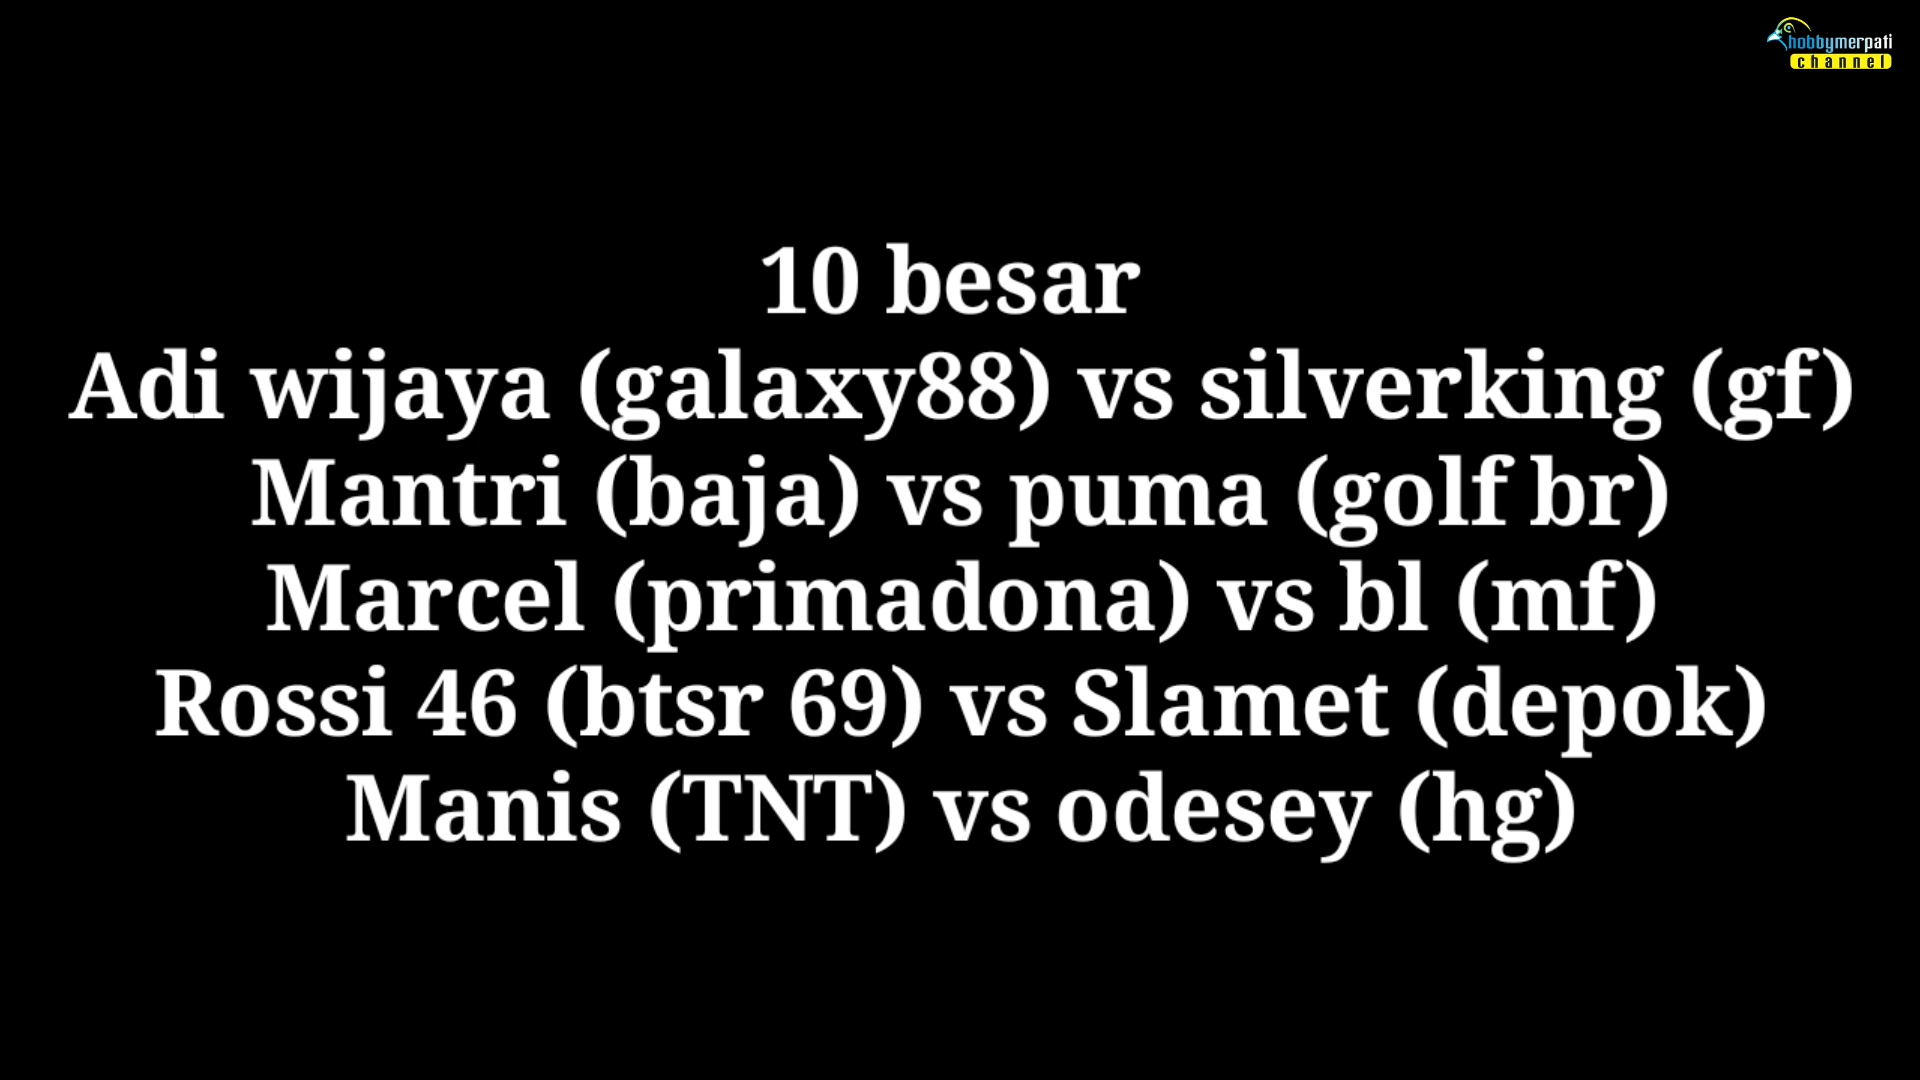 hobbymerpati
channel
10 besar
Adi wijaya (galaxy88) vs silverking (gf)
Mantri (baja) vs puma (golf br)
Marcel (primadona) vs bl (mf)
Rossi 46 (btsr 69) vs Slamet (depok)
Manis (TNT) vs odesey (hg)